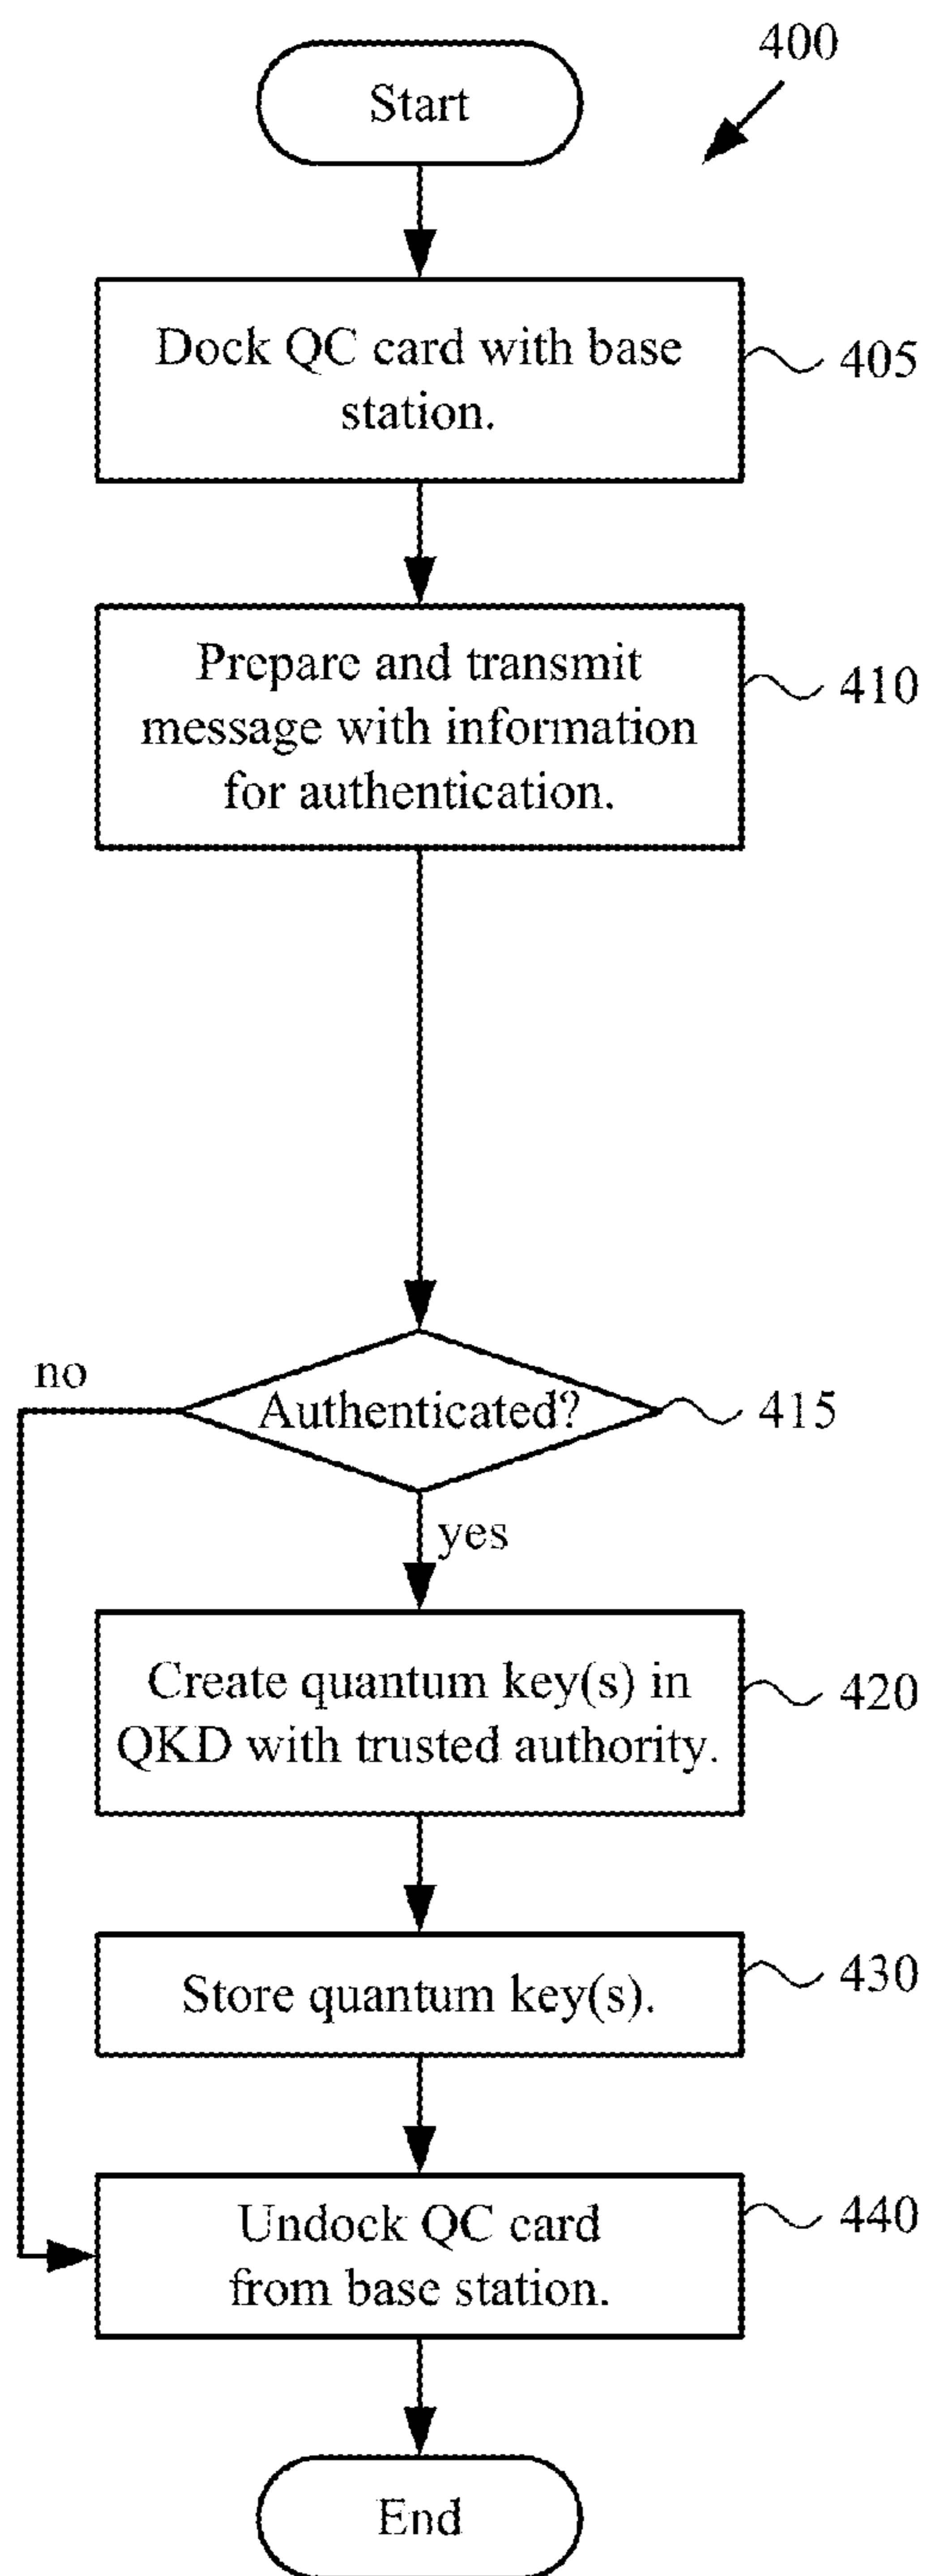 400
Start
Dock QC card with base
station.
405
Prepare and transmit
message with information
for authentication.
410
no
Authenticated?
415
yes
Create quantum key(s) in
QKD with trusted authority.
420
Store quantum key(s).
430
Undock QC card
from base station.
440
End